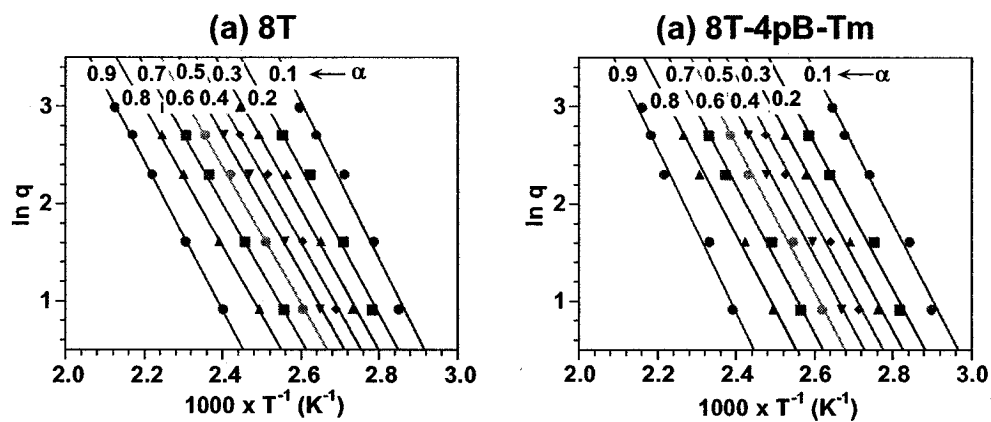 (a) 8T
(a) 8T-4pB-Tm
0.9 0.7 0.5 0.3 0.1 ← α
0.8 0.6 0.4 0.2
0.9 0.7 0.5 0.3 0.1 ← α
0.8 0.6 0.4 0.2
3
2
1
ln q
3
2
1
ln q
2.0 2.2 2.4 2.6 2.8 3.0
2.0 2.2 2.4 2.6 2.8 3.0
1000 x T⁻¹ (K⁻¹)
1000 x T⁻¹ (K⁻¹)